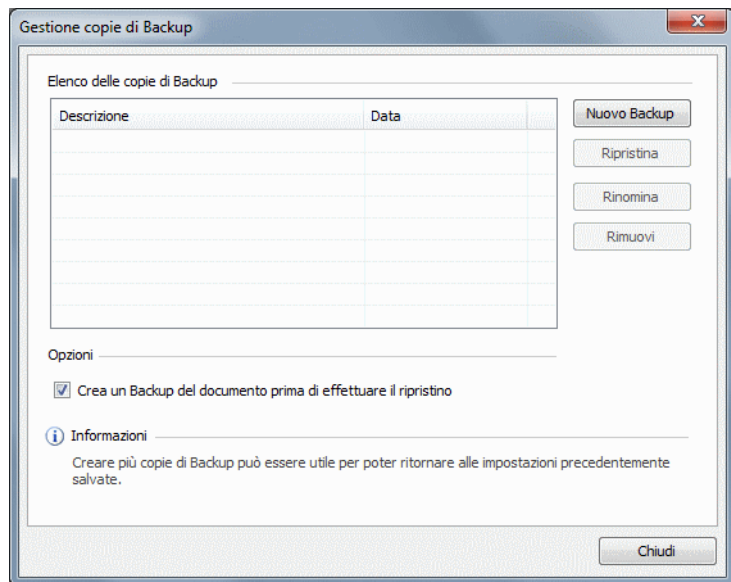 Gestione copie di Backup
Elenco delle copie di Backup
Descrizione Data
Nuovo Backup
Ripristina
Rinomina
Rimuovi
Opzioni
Crea un Backup del documento prima di effettuare il ripristino
Informazioni
Creare più copie di Backup può essere utile per poter ritornare alle impostazioni precedentemente
salvate.
Chiudi